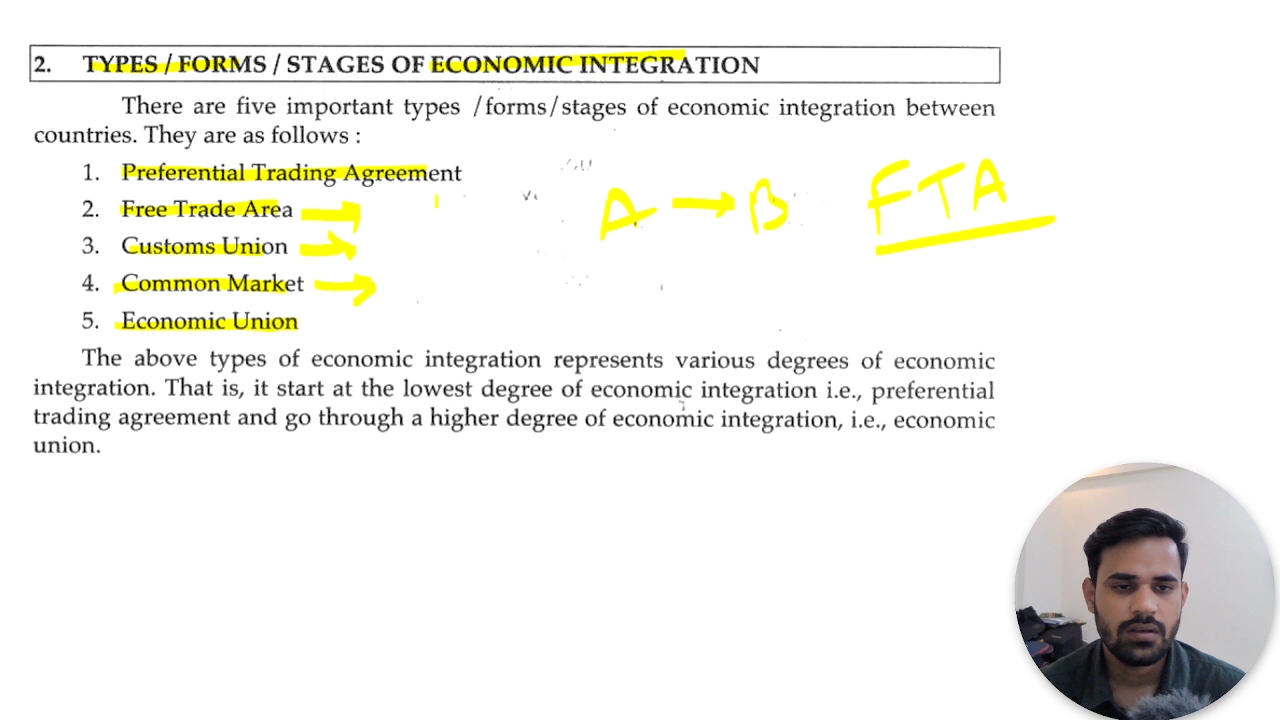 2. TYPES / FORMS / STAGES OF ECONOMIC INTEGRATION
There are five important types /forms/stages of economic integration between
countries. They are as follows :
1. Preferential Trading Agreement
2. Free Trade Area
3. Customs Union
4. Common Market
5. Economic Union
A → B FTA
The above types of economic integration represents various degrees of economic
integration. That is, it start at the lowest degree of economic integration i.e., preferential
trading agreement and go through a higher degree of economic integration, i.e., economic
union.